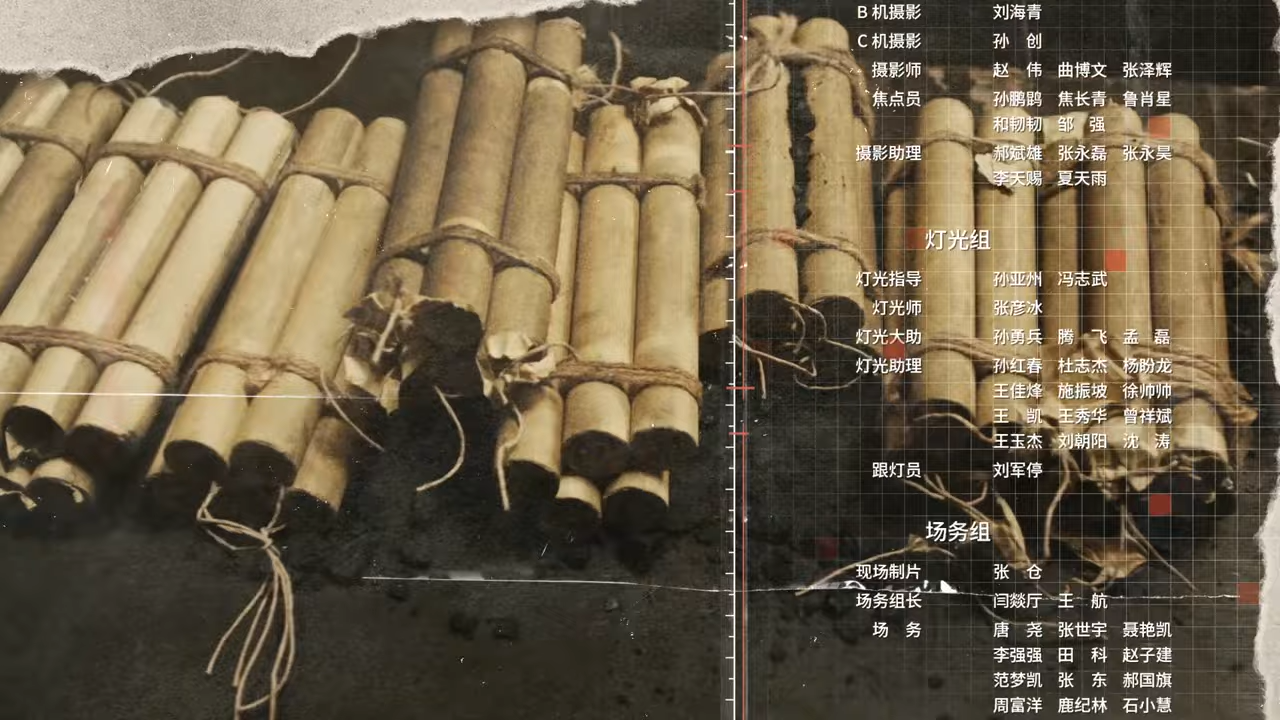 B 机摄影 刘海青
C 机摄影 孙 创
摄影师 赵 伟 曲博文 张泽辉
焦点员 孙鹏鹍 焦长青 鲁肖星
和韧韧 邹 强
摄影助理 郝斌雄 张永磊 张永昊
李天赐 夏天雨
灯光组
灯光指导 孙亚州 冯志武
灯光师 张彦冰
灯光大助 孙勇兵 腾 飞 孟 磊
灯光助理 孙红春 杜志杰 杨盼龙
王佳烽 施振坡 徐帅帅
王 凯 王秀华 曾祥斌
王玉杰 刘朝阳 沈 涛
跟灯员 刘军停
场务组
现场制片 张 仓
场务组长 闫燚厅 王 航
场 务 唐 尧 张世宇 聂艳凯
李强强 田 科 赵子建
范梦凯 张 东 郝国旗
周富洋 鹿纪林 石小慧